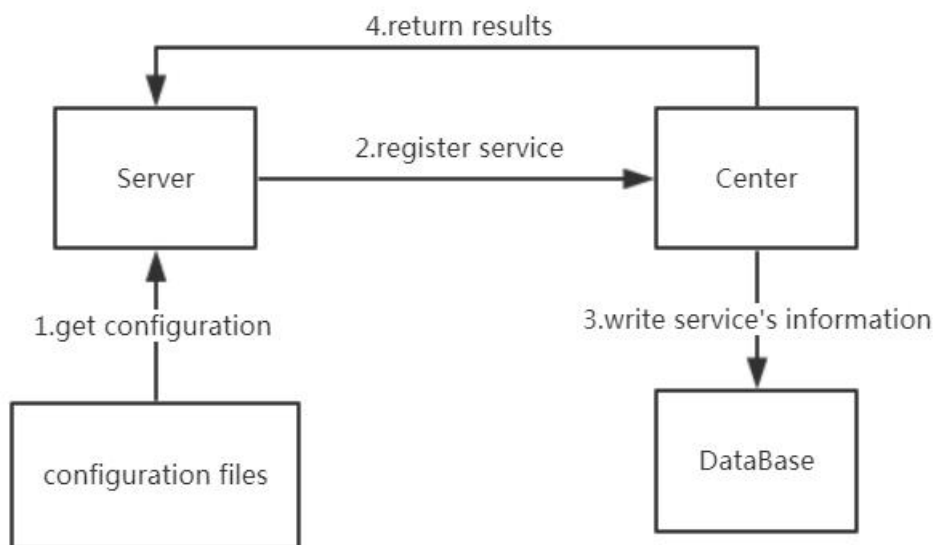 4.return results
2.register service
Server
Center
1.get configuration
3.write service's information
configuration files
DataBase